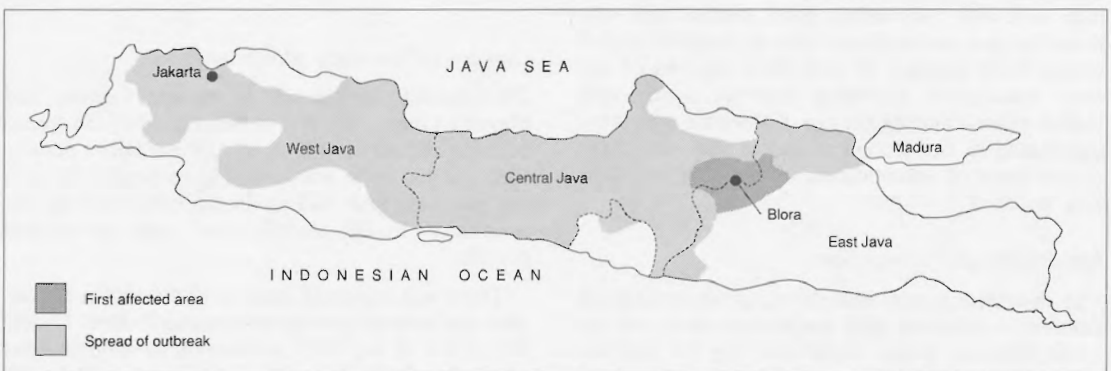 JAVA SEA
Jakarta
West Java
Central Java
Madura
Blora
East Java
INDONESIAN OCEAN
First affected area
Spread of outbreak